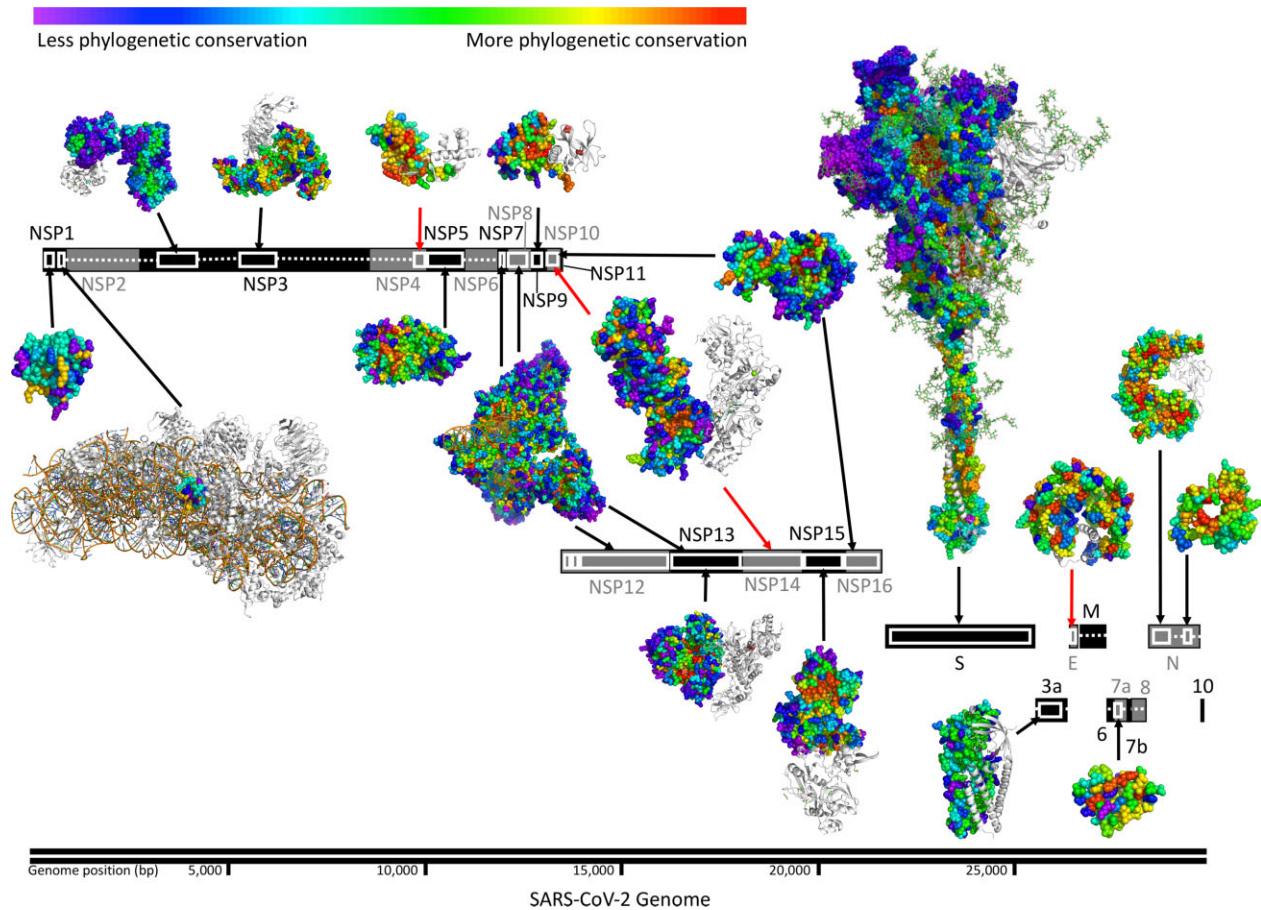 Less phylogenetic conservation
More phylogenetic conservation
NSP8
NSP1
NSP5
NSP7
NSP10
NSP11
NSP2
NSP3
NSP4
NSP6
NSP9
NSP13
NSP15
NSP12
NSP14
NSP16
M
S
E
N
3a
7a
8
10
6
7b
Genome position (bp)
5,000
10,000
15,000
20,000
25,000
SARS-CoV-2 Genome